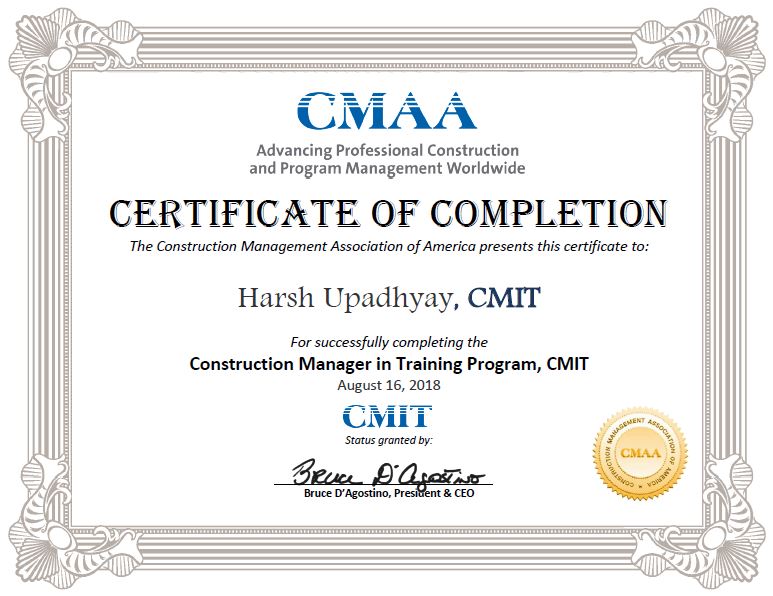 CMAA
Advancing Professional Construction
and Program Management Worldwide
CERTIFICATE OF COMPLETION
The Construction Management Association of America presents this certificate to:
Harsh Upadhyay, CMIT
For successfully completing the
Construction Manager in Training Program, CMIT
August 16, 2018
CMIT
Status granted by:
Bruce D'Agostino
Bruce D'Agostino, President & CEO
CONSTRUCTION MANAGEMENT ASSOCIATION OF AMERICA
CMAA